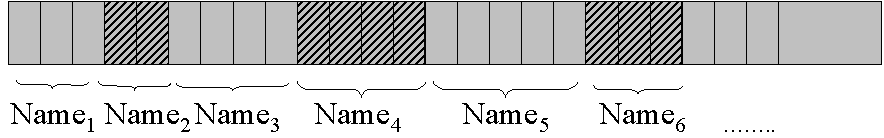 Name₁ Name₂ Name₃ Name₄ Name₅ Name₆ ........